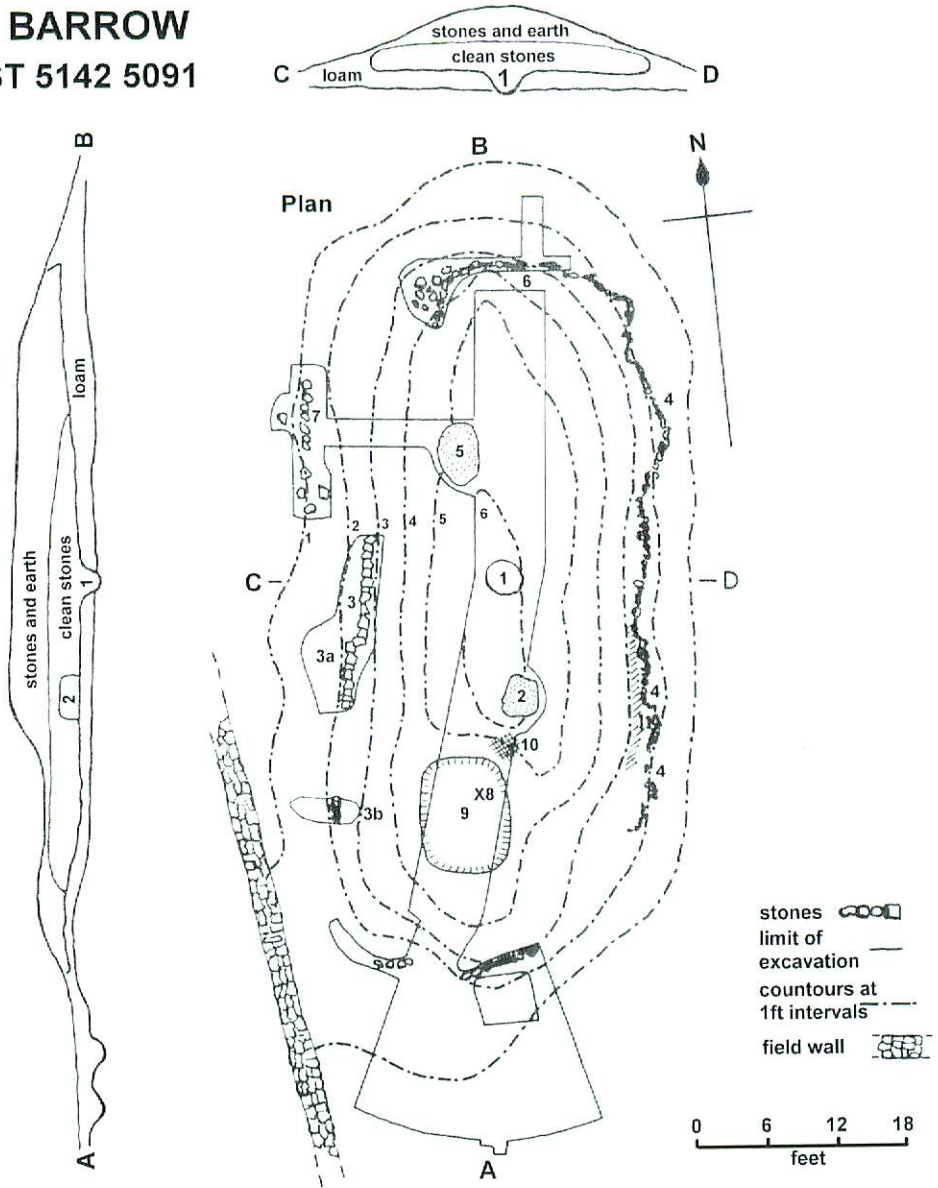 BARROW
ST 5142 5091
stones and earth
clean stones
C
loam
1
D
B
B
N
Plan
6
4
7
5
loam
1
2
3
4
5
6
stones and earth
clean stones
1
C
3
1
D
3a
2
2
4
10
X8
4
9
3b
stones
limit of
excavation
countours at
1ft intervals
field wall
0 6 12 18
feet
A
A